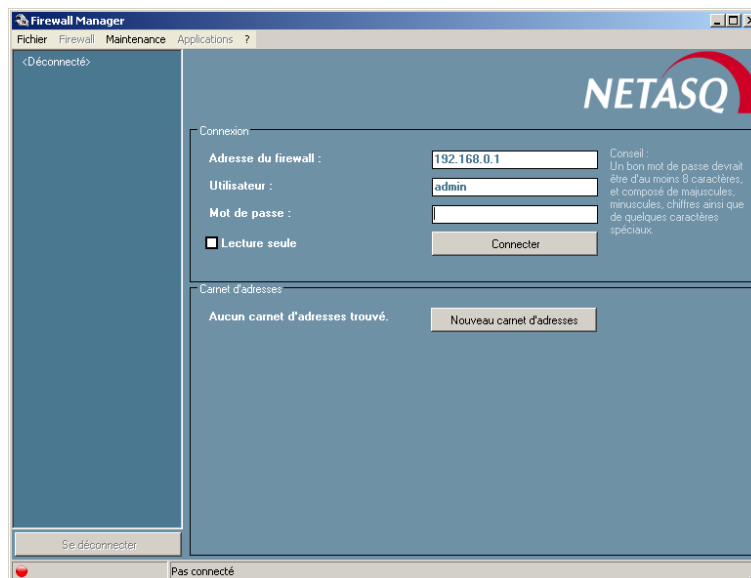 Firewall Manager
Fichier Firewall Maintenance Applications ?
<Déconnecté>
NETASQ
Connexion
Adresse du firewall :
192.168.0.1
Utilisateur :
admin
Mot de passe :
Lecture seule
Connecter
Conseil :
Un bon mot de passe devrait
être d'au moins 8 caractères,
et composé de majuscules,
minuscules, chiffres ainsi que
de quelques caractères
spéciaux.
Carnet d'adresses
Aucun carnet d'adresses trouvé.
Nouveau carnet d'adresses
Se déconnecter
Pas connecté